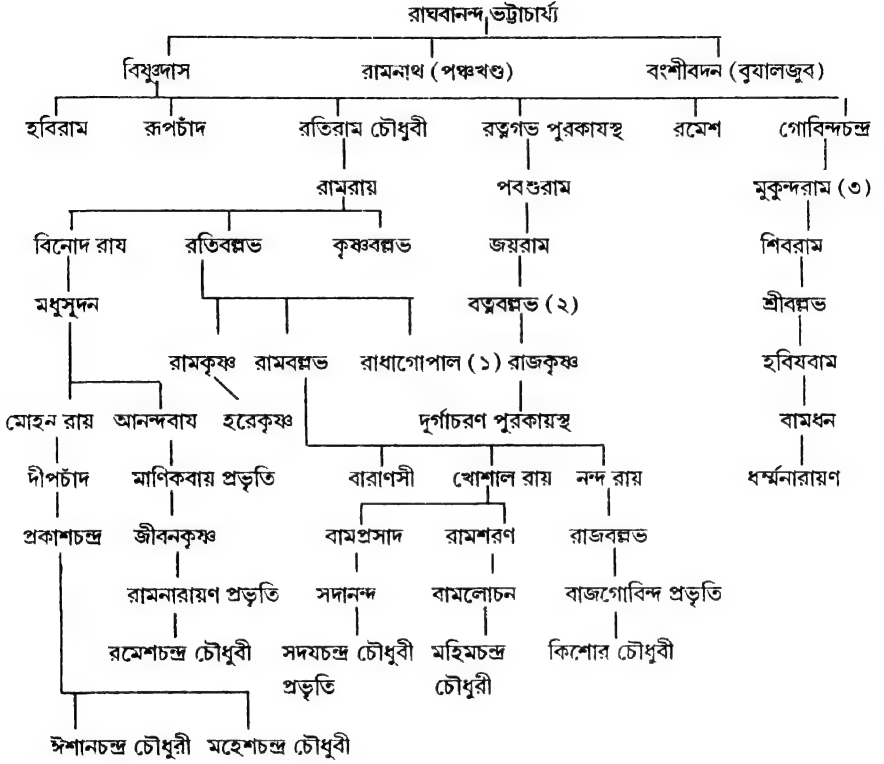 রাঘবানন্দ ভট্টাচার্য্য
বিষ্ণুদাস রামনাথ (পঞ্চখণ্ড) বংশীবদন (বুযালজুব)
হবিরাম রূপচাঁদ রতিরাম চৌধুবী রত্নগর্ভ পুরকাযস্থ রমেশ গোবিন্দচন্দ্র
রামরায় পবশুরাম মুকুন্দরাম (৩)
বিনোদ রায রতিবল্লভ কৃষ্ণবল্লভ জয়রাম শিবরাম
মধুসূদন বত্নবল্লভ (২) শ্রীবল্লভ
রামকৃষ্ণ রামবল্লভ রাধাগোপাল (১) রাজকৃষ্ণ হবিযবাম
মোহন রায় আনন্দবায হরেকৃষ্ণ দুর্গাচরণ পুরকায়স্থ বামধন
দীপচাঁদ মাণিকবায় প্রভৃতি বারাণসী খোশাল রায় নন্দ রায় ধর্ম্মনারায়ণ
প্রকাশচন্দ্র জীবনকৃষ্ণ বামপ্রসাদ রামশরণ রাজবল্লভ
রামনারায়ণ প্রভৃতি সদানন্দ বামলোচন বাজগোবিন্দ প্রভৃতি
রমেশচন্দ্র চৌধুবী সদযচন্দ্র চৌধুবী মহিমচন্দ্র কিশোর চৌধুবী
প্রভৃতি চৌধুরী
ঈশানচন্দ্র চৌধুরী মহেশচন্দ্র চৌধুবী